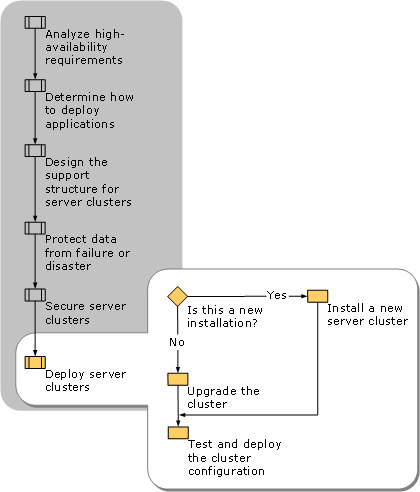 Analyze high-
availability
requirements
Determine how
to deploy
applications
Design the
support
structure for
server clusters
Protect data
from failure or
disaster
Secure server
clusters
Deploy server
clusters
Is this a new
installation?
Yes
Install a new
server cluster
No
Upgrade the
cluster
Test and deploy
the cluster
configuration